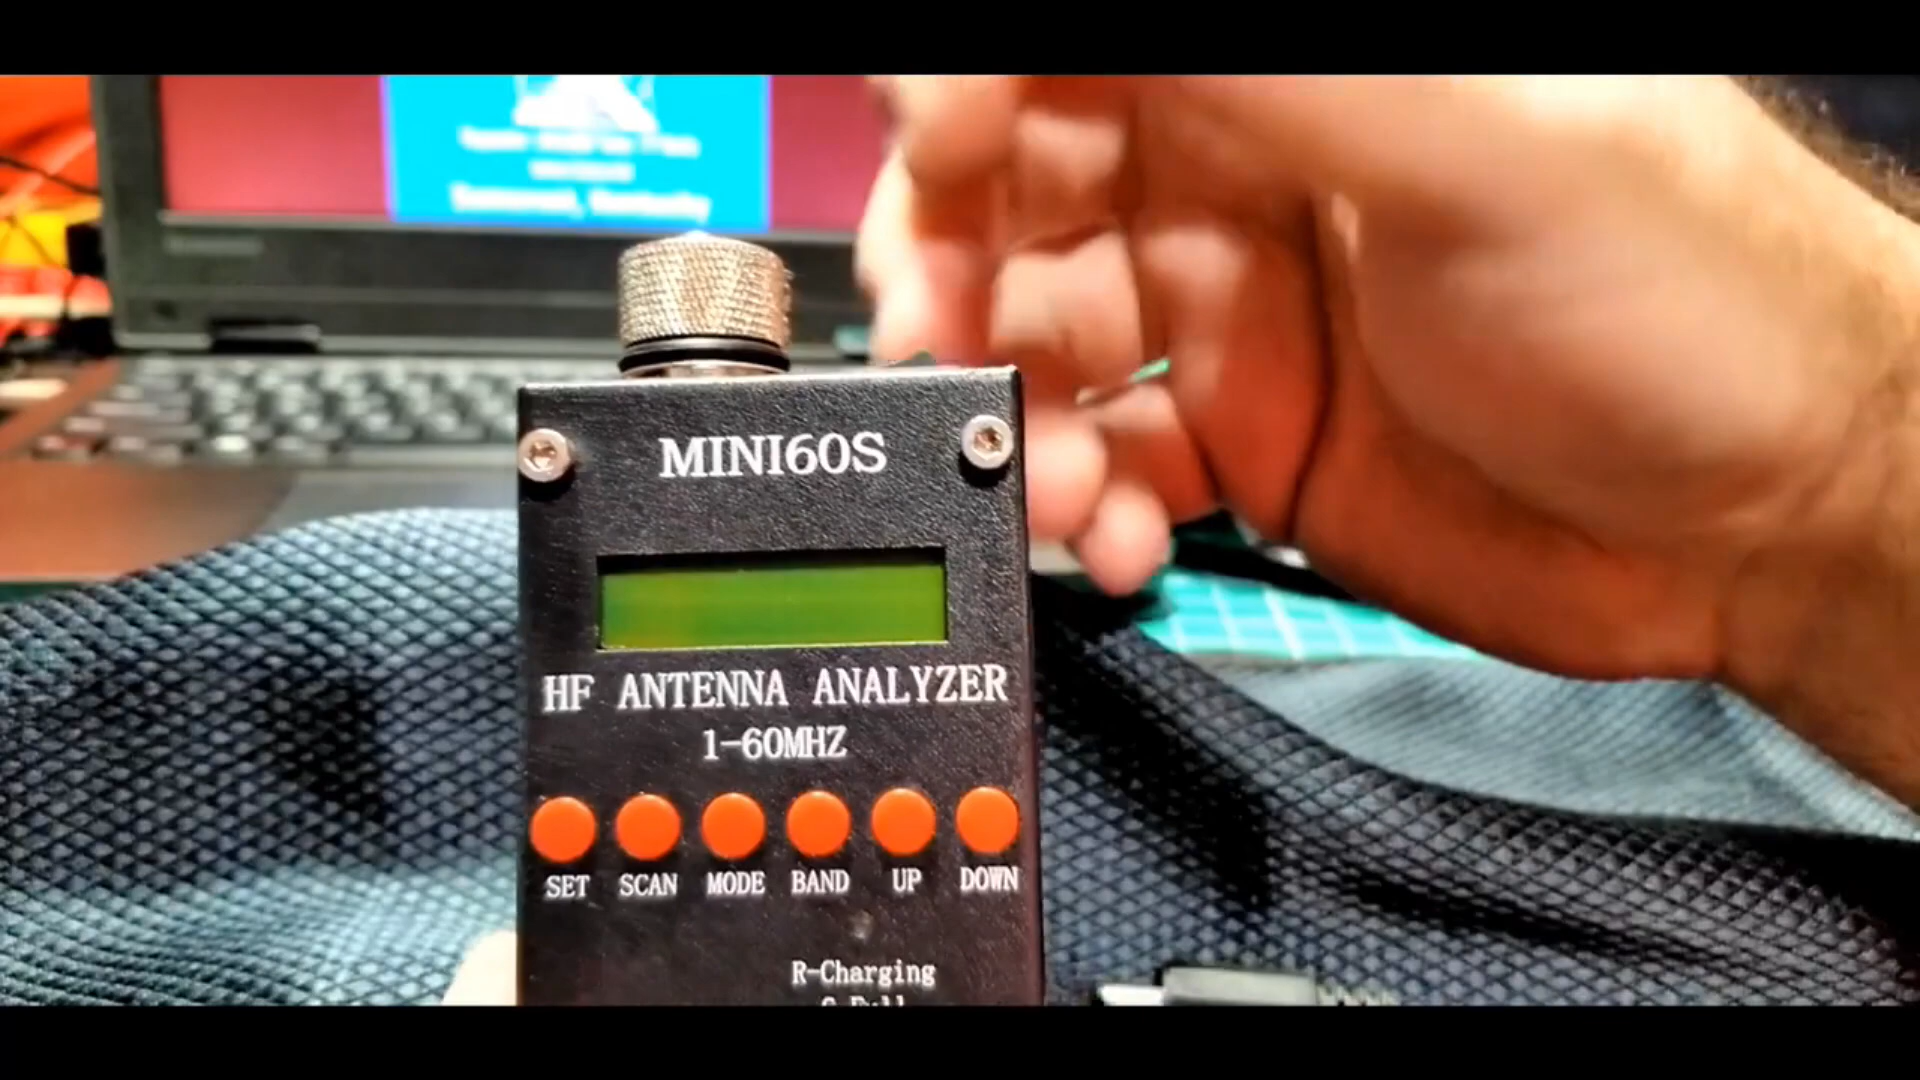 MINI60S
HF ANTENNA ANALYZER
1-60MHZ
SET SCAN MODE BAND UP DOWN
R-Charging